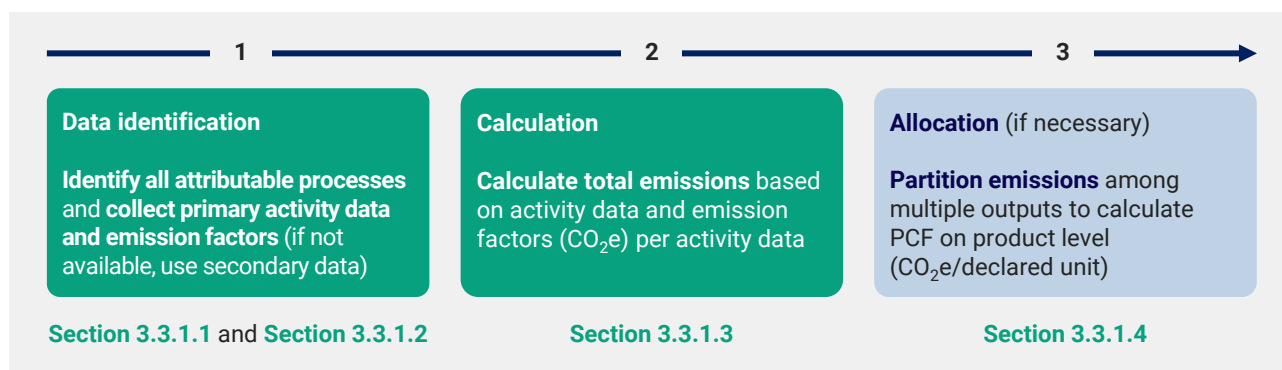 1
2
3
Data identification
Identify all attributable processes
and collect primary activity data
and emission factors (if not
available, use secondary data)
Section 3.3.1.1 and Section 3.3.1.2
Calculation
Calculate total emissions based
on activity data and emission
factors (CO₂e) per activity data
Section 3.3.1.3
Allocation (if necessary)
Partition emissions among
multiple outputs to calculate
PCF on product level
(CO₂e/declared unit)
Section 3.3.1.4